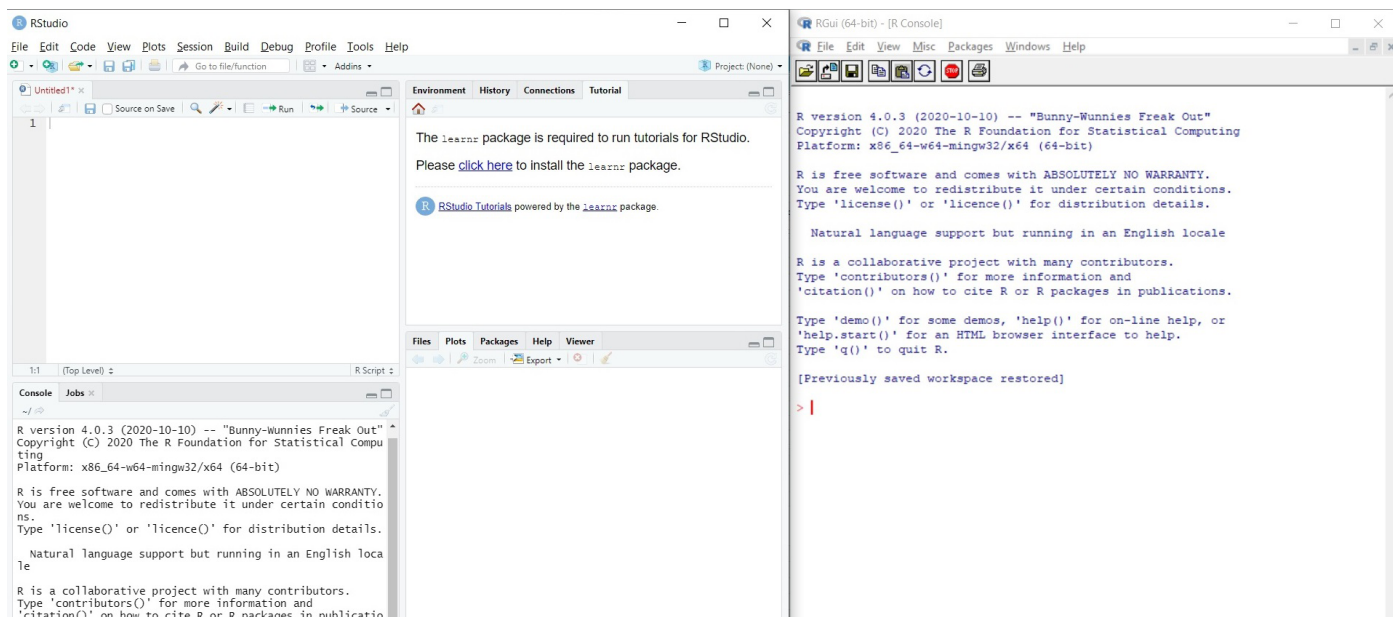 RStudio
File Edit Code View Plots Session Build Debug Profile Tools Help
Go to file/function Addins Project: (None)
Untitled1*
Source on Save Run Source
1
1:1 (Top Level) R Script
Console Jobs
~/
R version 4.0.3 (2020-10-10) -- "Bunny-Wunnies Freak Out"
Copyright (C) 2020 The R Foundation for Statistical Compu
ting
Platform: x86_64-w64-mingw32/x64 (64-bit)
R is free software and comes with ABSOLUTELY NO WARRANTY.
You are welcome to redistribute it under certain conditio
ns.
Type 'license()' or 'licence()' for distribution details.
Natural language support but running in an English loca
le
R is a collaborative project with many contributors.
Type 'contributors()' for more information and
'citation()' on how to cite R or R packages in publicatio
Environment History Connections Tutorial
The learnr package is required to run tutorials for RStudio.
Please click here to install the learnr package.
R RStudio Tutorials powered by the learnr package.
Files Plots Packages Help Viewer
Zoom Export
RGui (64-bit) - [R Console]
File Edit View Misc Packages Windows Help
STOP
R version 4.0.3 (2020-10-10) -- "Bunny-Wunnies Freak Out"
Copyright (C) 2020 The R Foundation for Statistical Computing
Platform: x86_64-w64-mingw32/x64 (64-bit)
R is free software and comes with ABSOLUTELY NO WARRANTY.
You are welcome to redistribute it under certain conditions.
Type 'license()' or 'licence()' for distribution details.
Natural language support but running in an English locale
R is a collaborative project with many contributors.
Type 'contributors()' for more information and
'citation()' on how to cite R or R packages in publications.
Type 'demo()' for some demos, 'help()' for on-line help, or
'help.start()' for an HTML browser interface to help.
Type 'q()' to quit R.
[Previously saved workspace restored]
>